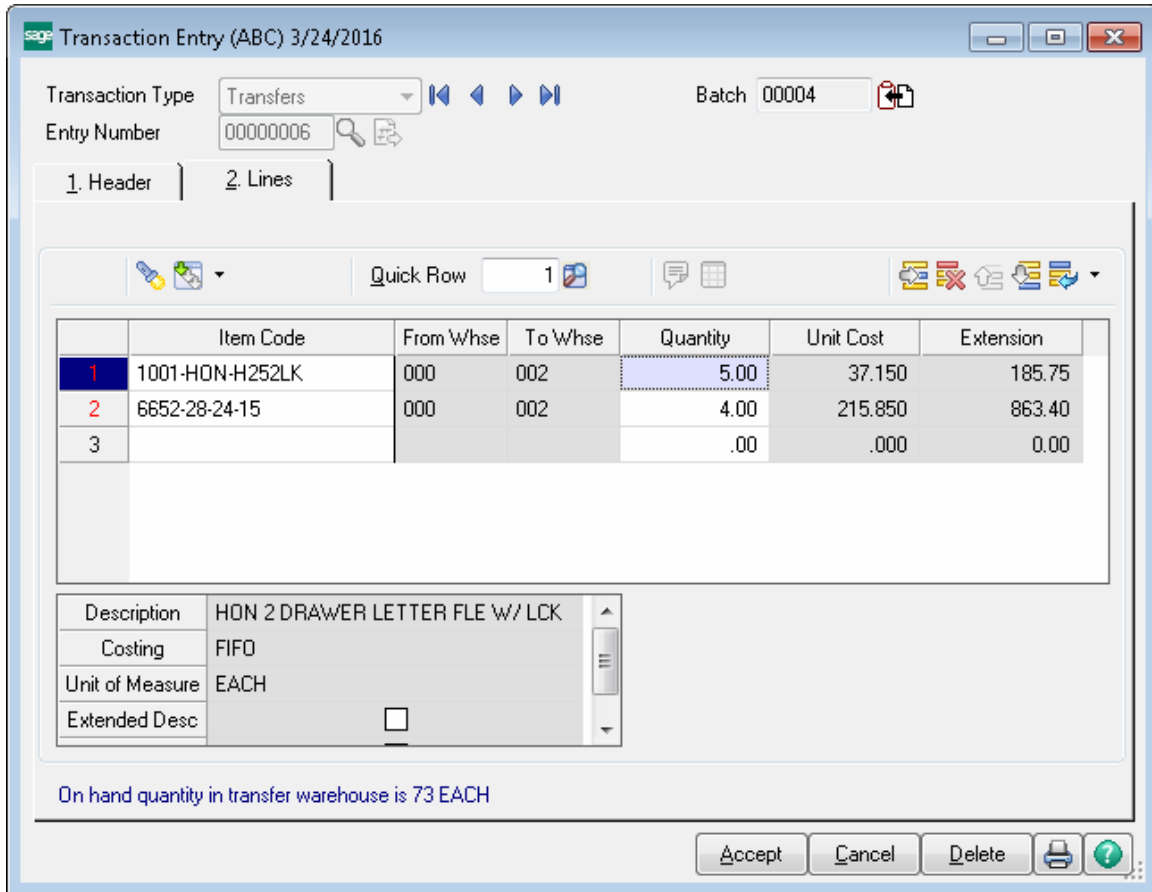 sage Transaction Entry (ABC) 3/24/2016
Transaction Type Transfers Batch 00004
Entry Number 00000006
1. Header 2. Lines
Quick Row 1
Item Code From Whse To Whse Quantity Unit Cost Extension
1 1001-HON-H252LK 000 002 5.00 37.150 185.75
2 6652-28-24-15 000 002 4.00 215.850 863.40
3 .00 .000 0.00
Description HON 2 DRAWER LETTER FLE W/ LCK
Costing FIFO
Unit of Measure EACH
Extended Desc
On hand quantity in transfer warehouse is 73 EACH
Accept Cancel Delete